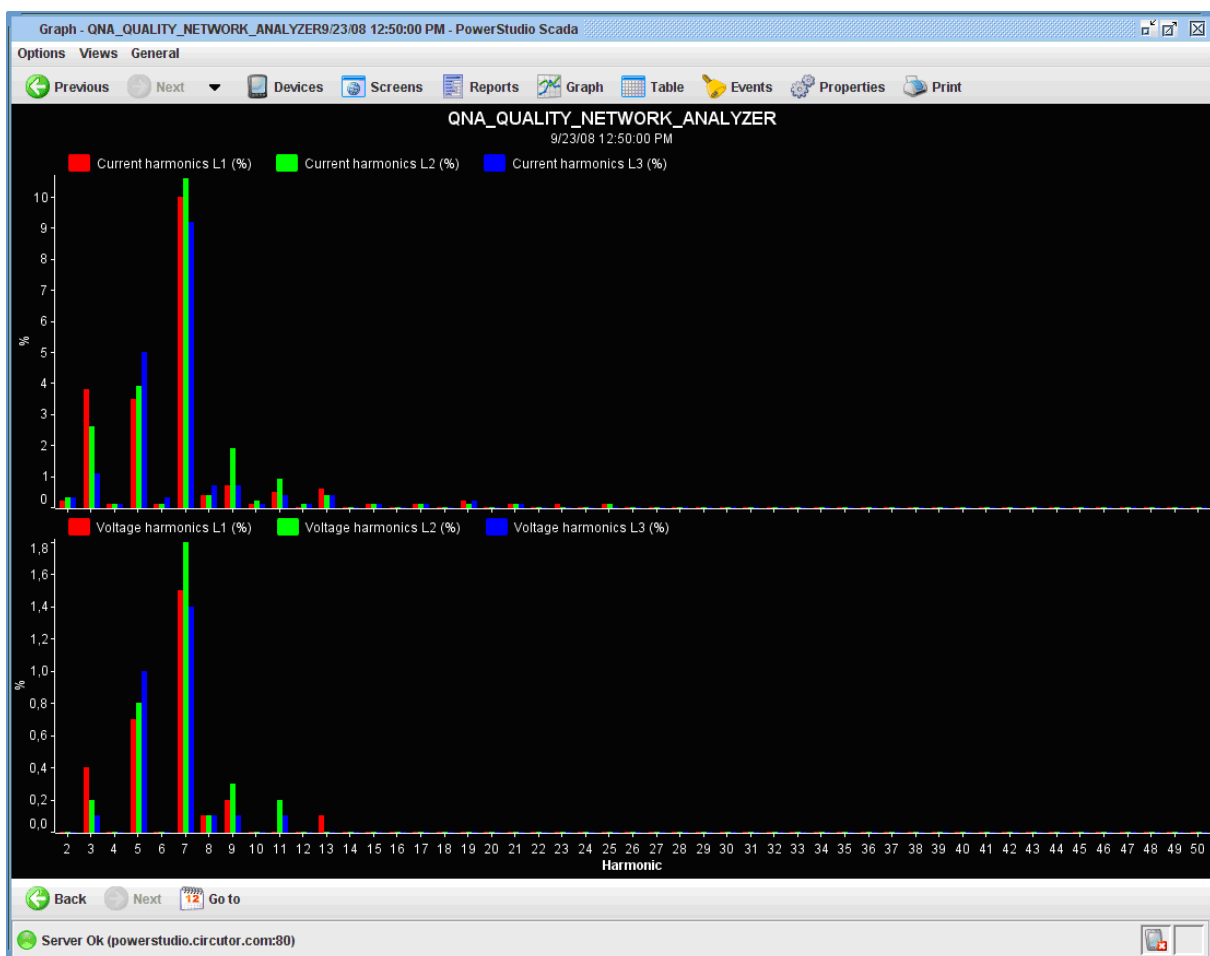 Graph - QNA_QUALITY_NETWORK_ANALYZER9/23/08 12:50:00 PM - PowerStudio Scada
Options Views General
Previous Next Devices Screens Reports Graph Table Events Properties Print
QNA_QUALITY_NETWORK_ANALYZER
9/23/08 12:50:00 PM
Current harmonics L1 (%) Current harmonics L2 (%) Current harmonics L3 (%)
10
9
8
7
6
%
5
4
3
2
1
0
Voltage harmonics L1 (%) Voltage harmonics L2 (%) Voltage harmonics L3 (%)
1,8
1,6
1,4
1,2
1,0
%
0,8
0,6
0,4
0,2
0,0
2 3 4 5 6 7 8 9 10 11 12 13 14 15 16 17 18 19 20 21 22 23 24 25 26 27 28 29 30 31 32 33 34 35 36 37 38 39 40 41 42 43 44 45 46 47 48 49 50
Harmonic
Back Next 12 Go to
Server Ok (powerstudio.circutor.com:80)